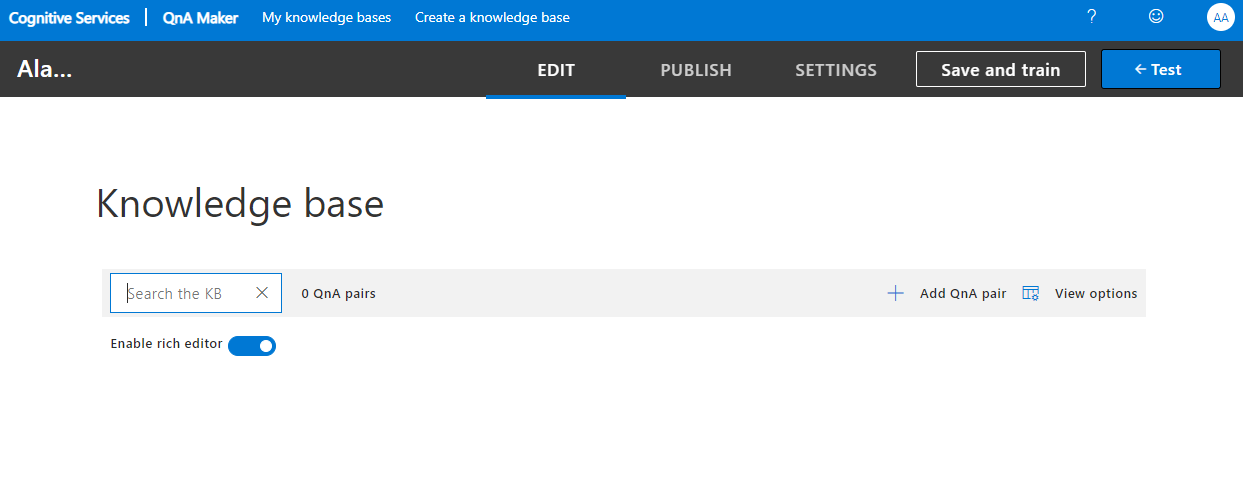 Cognitive Services | QnA Maker My knowledge bases Create a knowledge base ? AA
Ala... EDIT PUBLISH SETTINGS Save and train ← Test
Knowledge base
Search the KB 0 QnA pairs Add QnA pair View options
Enable rich editor